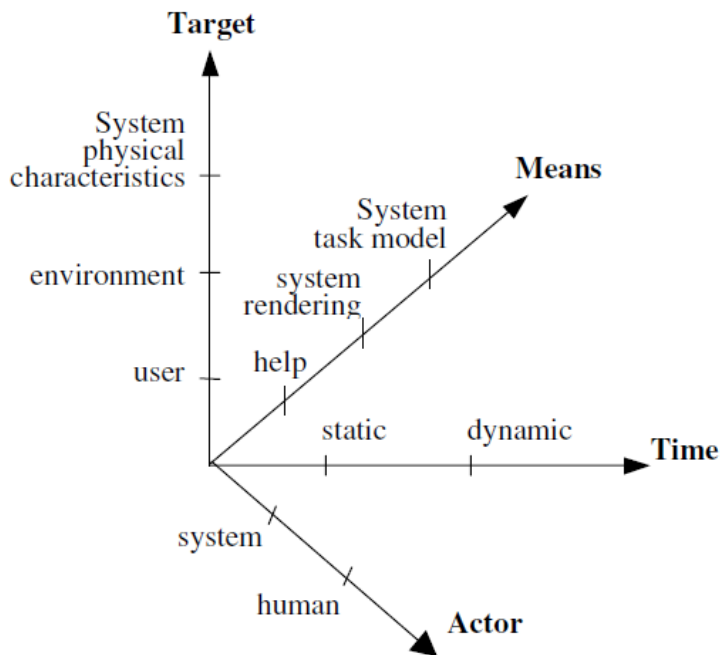 Target
System
physical
characteristics
Means
System
task model
environment
system
rendering
user
help
static
dynamic
Time
system
human
Actor